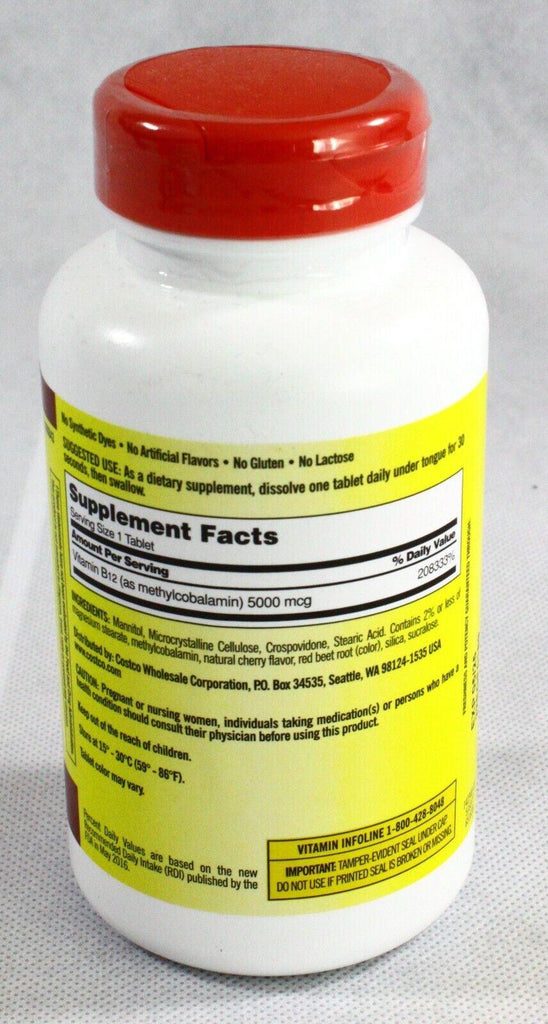 No Synthetic Dyes • No Artificial Flavors • No Gluten • No Lactose
SUGGESTED USE: As a dietary supplement, dissolve one tablet daily under tongue for 30
seconds, then swallow.
Supplement Facts
Serving Size 1 Tablet
Amount Per Serving % Daily Value
Vitamin B12 (as methylcobalamin) 5000 mcg 208333%
INGREDIENTS: Mannitol, Microcrystalline Cellulose, Crospovidone, Stearic Acid. Contains 2% or less of:
magnesium stearate, methylcobalamin, natural cherry flavor, red beet root (color), silica, sucralose.
Distributed by: Costco Wholesale Corporation, P.O. Box 34535, Seattle, WA 98124-1535 USA
www.costco.com
CAUTION: Pregnant or nursing women, individuals taking medication(s) or persons who have a
health condition should consult their physician before using this product.
Keep out of the reach of children.
Store at 15° - 30°C (59° - 86°F).
Tablet color may vary.
Percent Daily Values are based on the new
Recommended Daily Intake (RDI) published by the
FDA in May 2016.
VITAMIN INFOLINE 1-800-428-8048
IMPORTANT: TAMPER-EVIDENT SEAL UNDER CAP.
DO NOT USE IF PRINTED SEAL IS BROKEN OR MISSING.
FRESHNESS AND POTENCY GUARANTEED THROUGH: